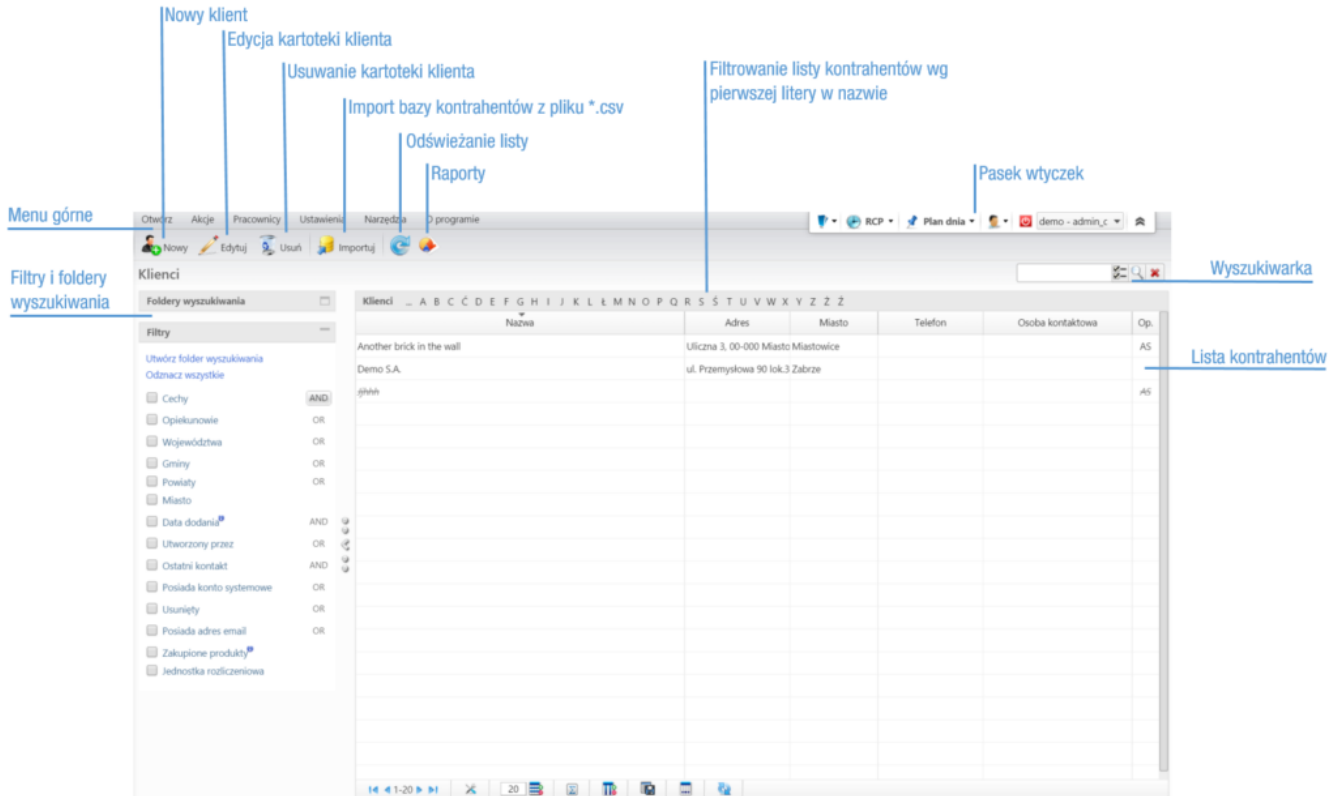 Nowy klient
Edycja kartoteki klienta
Usuwanie kartoteki klienta
Filtrowanie listy kontrahentów wg
pierwszej litery w nazwie
Import bazy kontrahentów z pliku *.csv
Odświeżanie listy
Raporty
Pasek wtyczek
Menu górne
Otwórz Akcje Pracownicy Ustawienia Narzędzia O programie
RCP Plan dnia demo - admin_c
Nowy Edytuj Usuń Importuj
Klienci
Wyszukiwarka
Filtry i foldery
wyszukiwania
Foldery wyszukiwania
Klienci _ A B C Ć D E F G H I J K L Ł M N O P Q R S Ś T U V W X Y Z Ź Ż
Filtry
Nazwa Adres Miasto Telefon Osoba kontaktowa Op.
Another brick in the wall Uliczna 3, 00-000 Miasto Miastowice AS
Utwórz folder wyszukiwania
Odznacz wszystkie
Demo S.A. ul. Przemysłowa 90 lok.3 Zabrze
Lista kontrahentów
AS
Cechy AND
Opiekunowie OR
Województwa OR
Gminy OR
Powiaty OR
Miasto
Data dodania AND
Utworzony przez OR
Ostatni kontakt AND
Posiada konto systemowe OR
Usunięty OR
Posiada adres email OR
Zakupione produkty
Jednostka rozliczeniowa
1-20 20